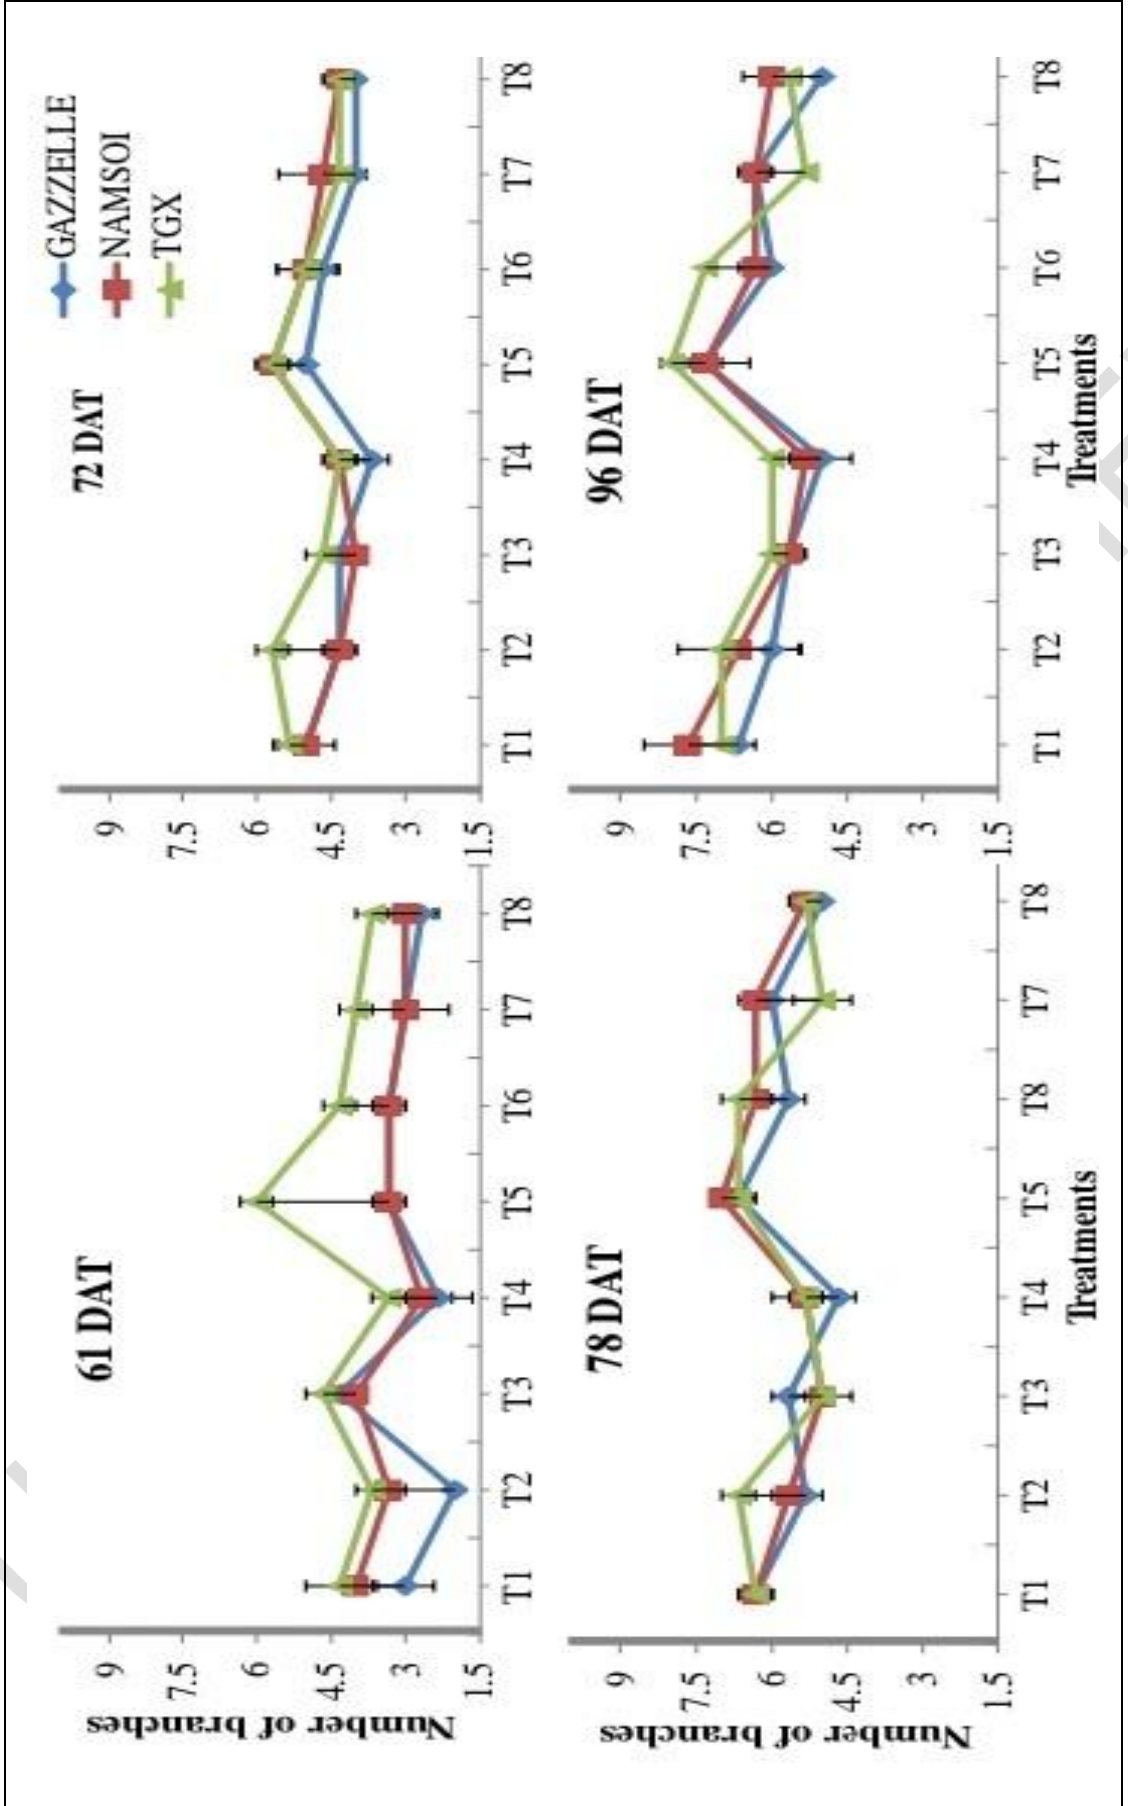 61 DAT
72 DAT
GAZZELLE
NAMSOI
TGX
Number of branches
9
7.5
6
4.5
3
1.5
T1 T2 T3 T4 T5 T6 T7 T8
9
7.5
6
4.5
3
1.5
T1 T2 T3 T4 T5 T6 T7 T8
78 DAT
96 DAT
Number of branches
9
7.5
6
4.5
3
1.5
T1 T2 T3 T4 T5 T8 T7 T8
Treatments
9
7.5
6
4.5
3
1.5
T1 T2 T3 T4 T5 T6 T7 T8
Treatments